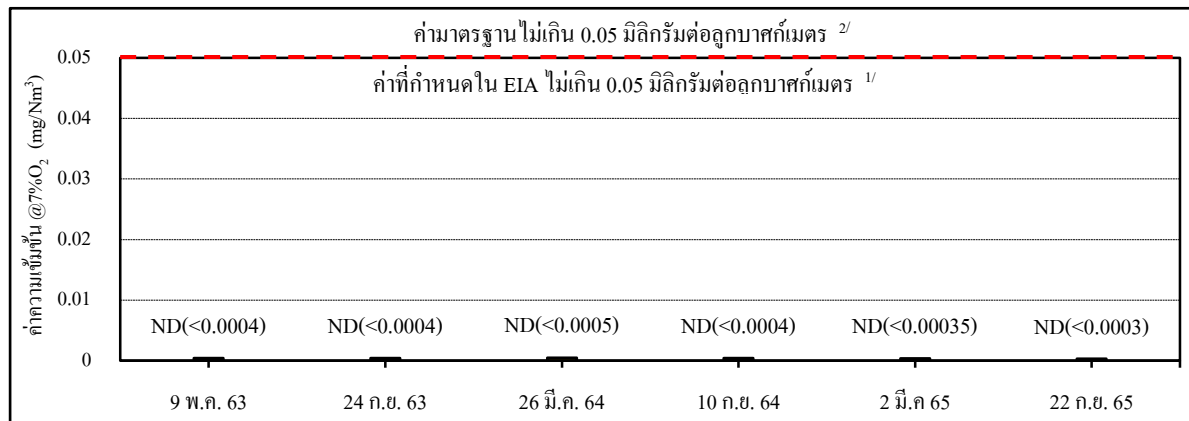 ค่ามาตรฐาน ไม่เกิน 0.05 มิลิกรัมต่อลูกบาศก์เมตร 2/
0.05
ค่าที่กำหนดใน EIA ไม่เกิน 0.05 มิลิกรัมต่อลูกบาศก์เมตร 1/
ค่าความเข้มข้น @7%O2 (mg/Nm3)
0.04
0.03
0.02
0.01
ND(<0.0004) ND(<0.0004) ND(<0.0005) ND(<0.0004) ND(<0.00035) ND(<0.0003)
0
9 พ.ค. 63 24 ก.ย. 63 26 มี.ค. 64 10 ก.ย. 64 2 มี.ค 65 22 ก.ย. 65